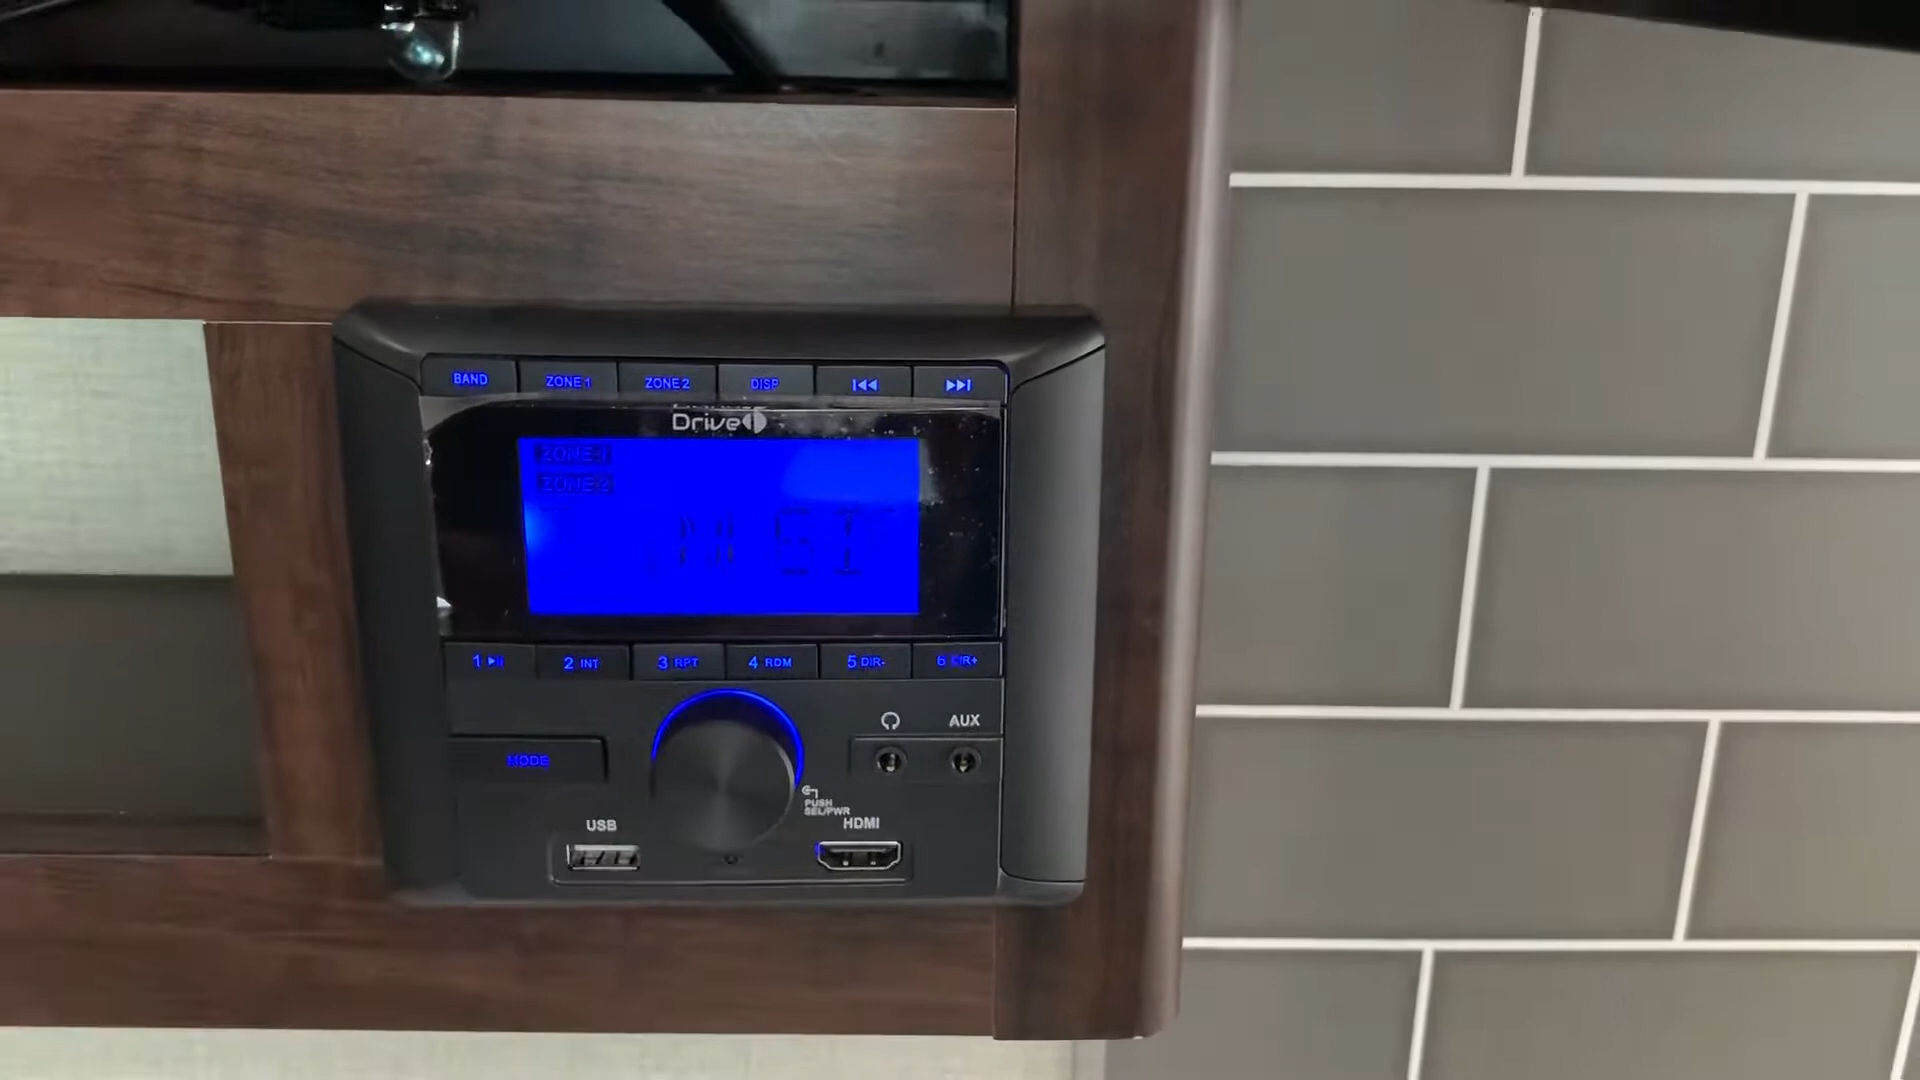 BAND ZONE 1 ZONE 2 DISP
Drive
ZONE 1
ZONE 2
1 2 INT 3 RPT 4 RDM 5 DIR- 6 DIR+
AUX
MODE
PUSH
SEL/PWR
USB HDMI